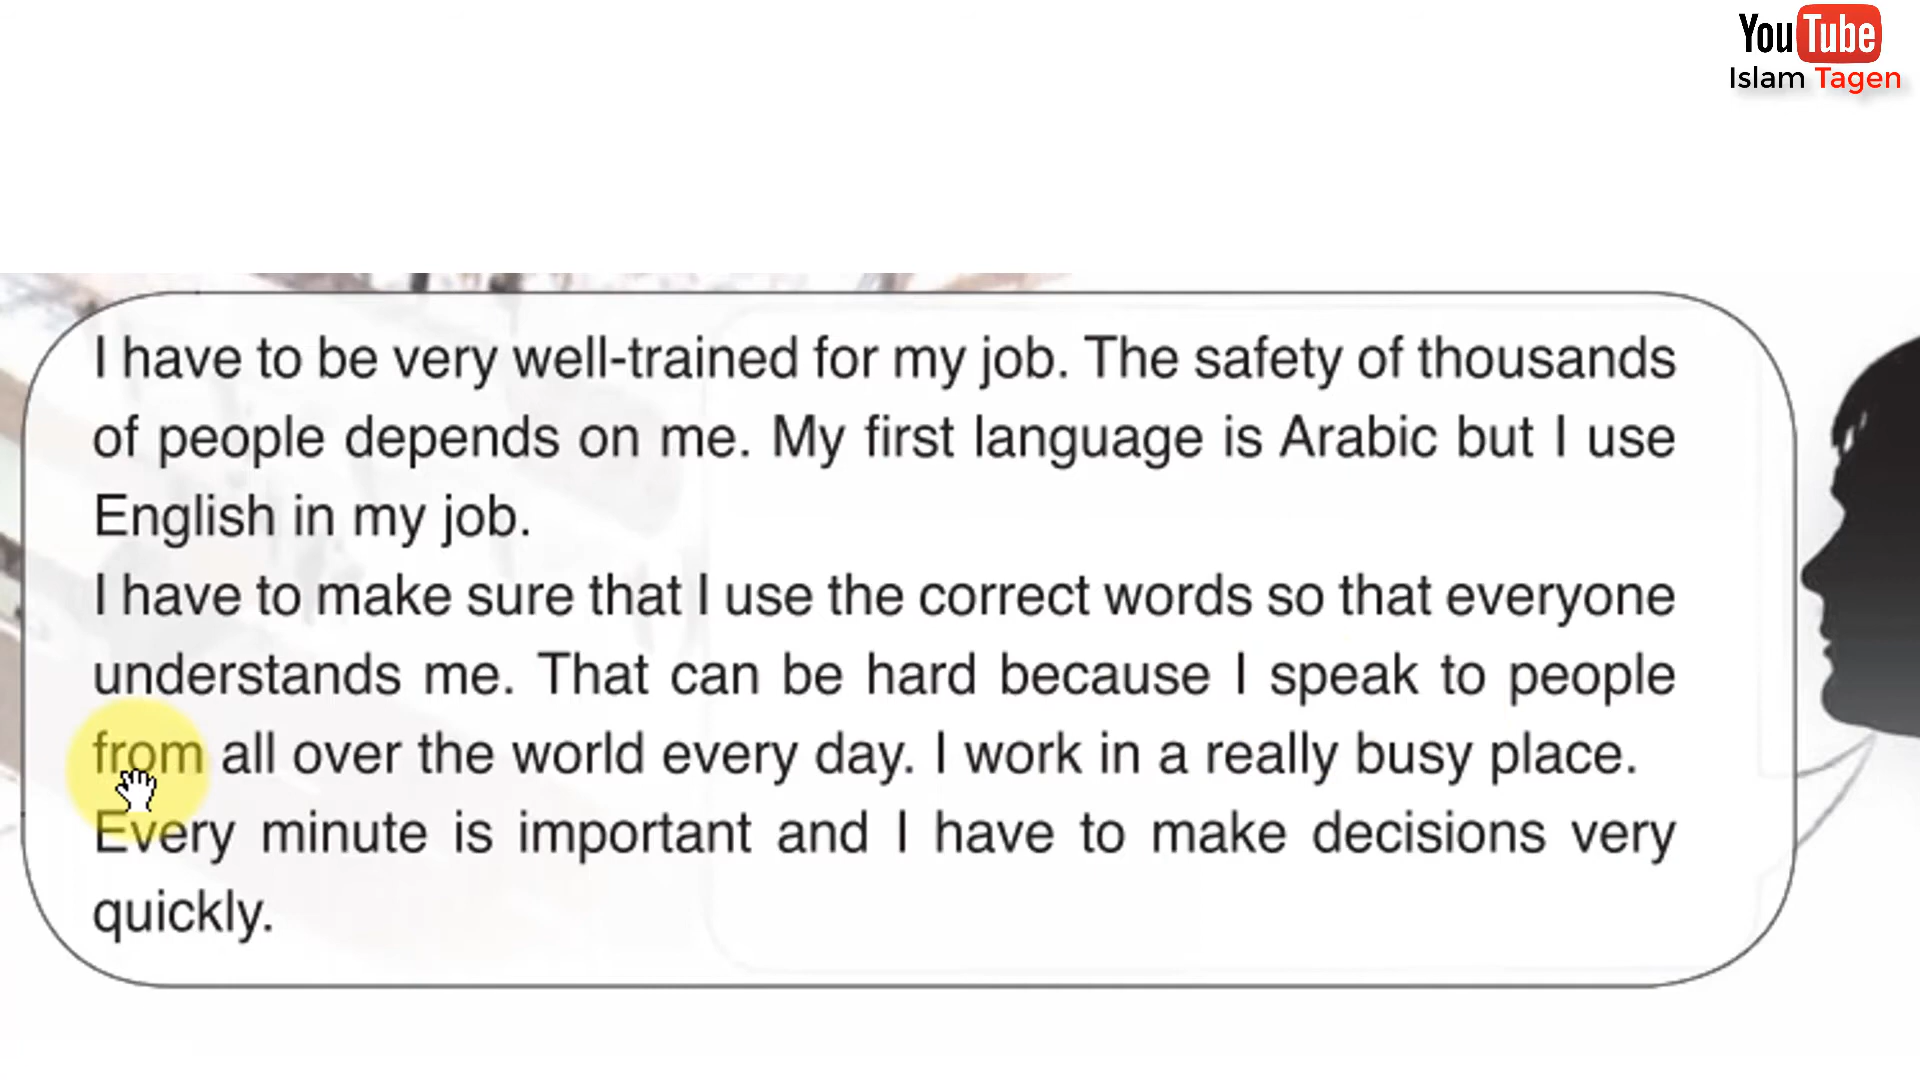 YouTube
Islam Tagen
I have to be very well-trained for my job. The safety of thousands
of people depends on me. My first language is Arabic but I use
English in my job.
I have to make sure that I use the correct words so that everyone
understands me. That can be hard because I speak to people
from all over the world every day. I work in a really busy place.
Every minute is important and I have to make decisions very
quickly.